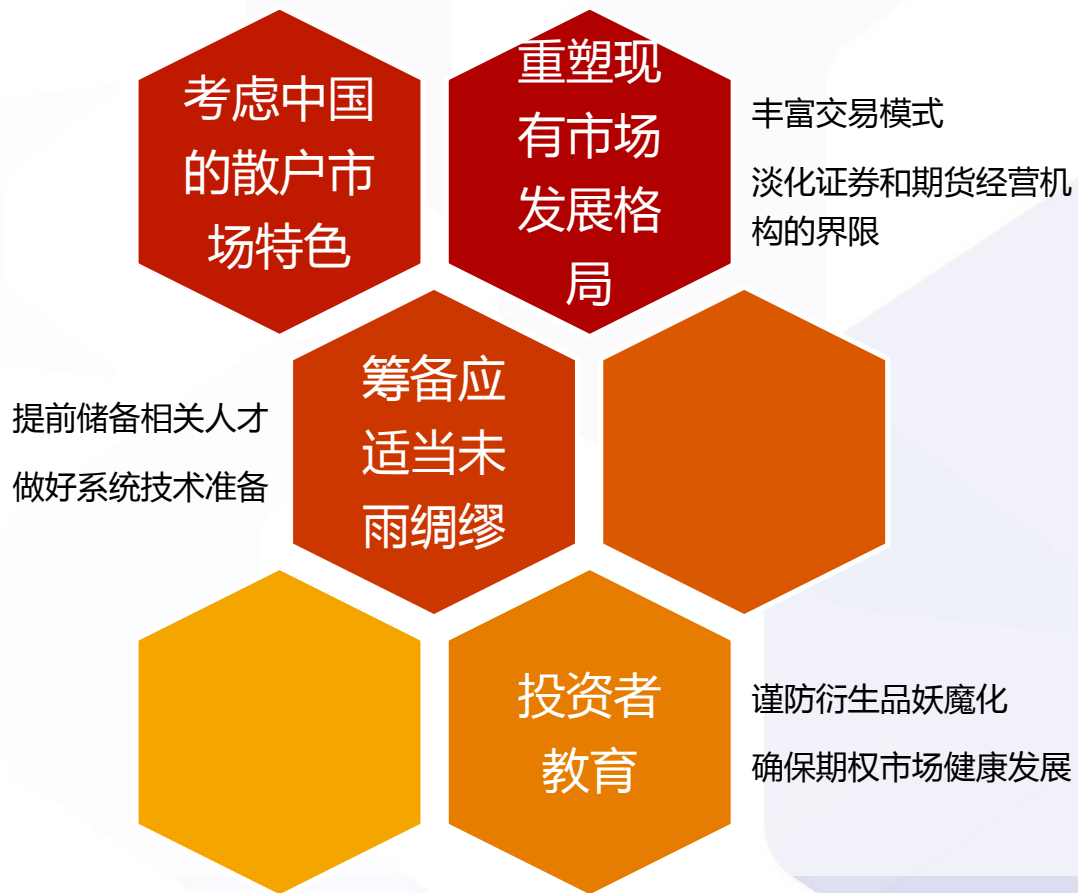 考虑中国
的散户市
场特色
重塑现
有市场
发展格
局
丰富交易模式
淡化证券和期货经营机
构的界限
提前储备相关人才
做好系统技术准备
筹备应
适当未
雨绸缪
投资者
教育
谨防衍生品妖魔化
确保期权市场健康发展